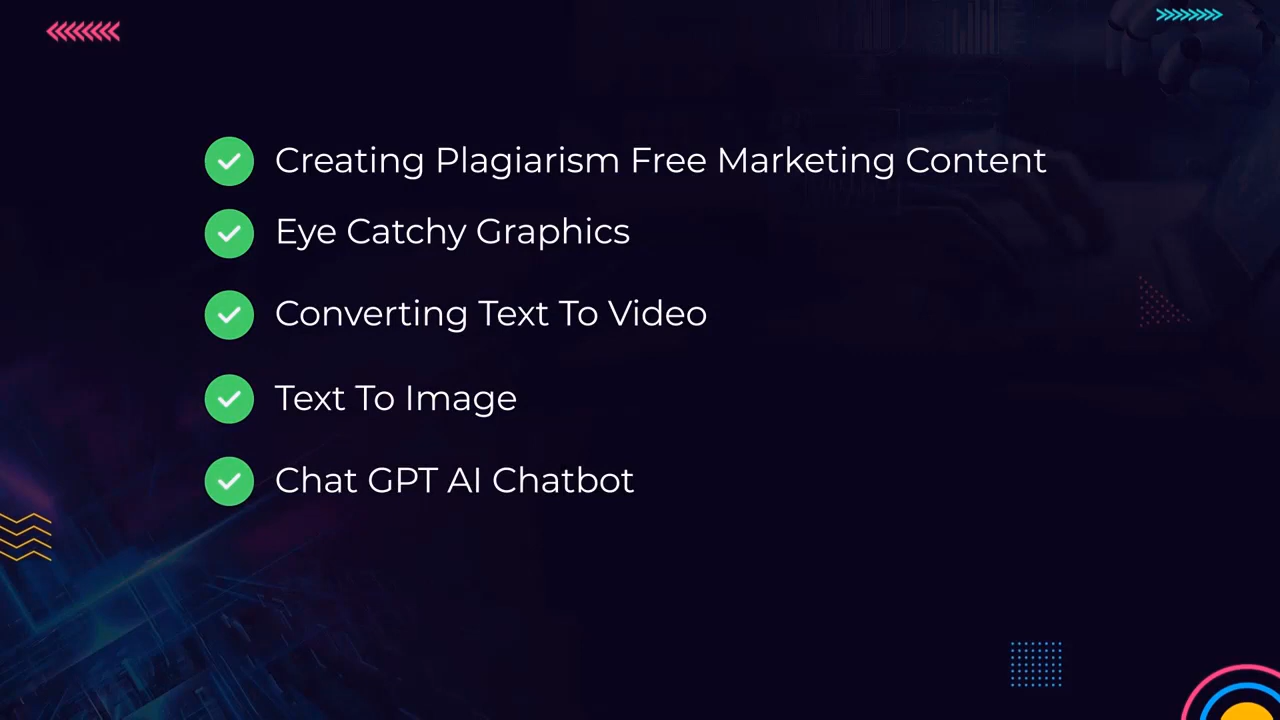 Creating Plagiarism Free Marketing Content
Eye Catchy Graphics
Converting Text To Video
Text To Image
Chat GPT AI Chatbot